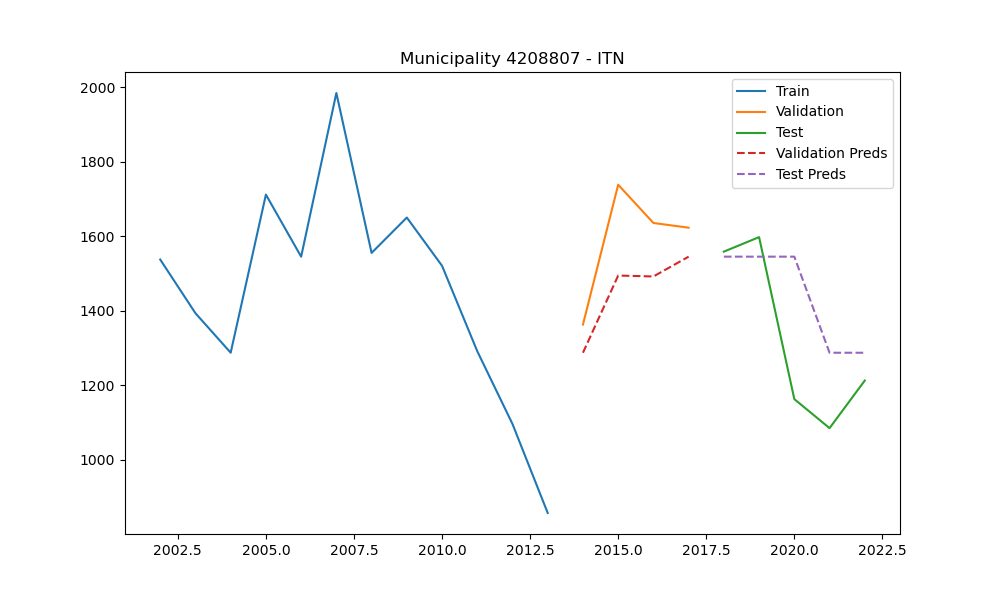 Municipality 4208807 - ITN
Train
Validation
Test
Validation Preds
Test Preds
2000
1800
1600
1400
1200
1000
2002.5 2005.0 2007.5 2010.0 2012.5 2015.0 2017.5 2020.0 2022.5